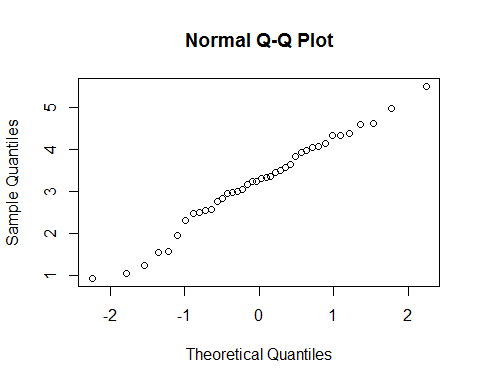 Normal Q-Q Plot
Sample Quantiles
5
4
3
2
1
-2 -1 0 1 2
Theoretical Quantiles